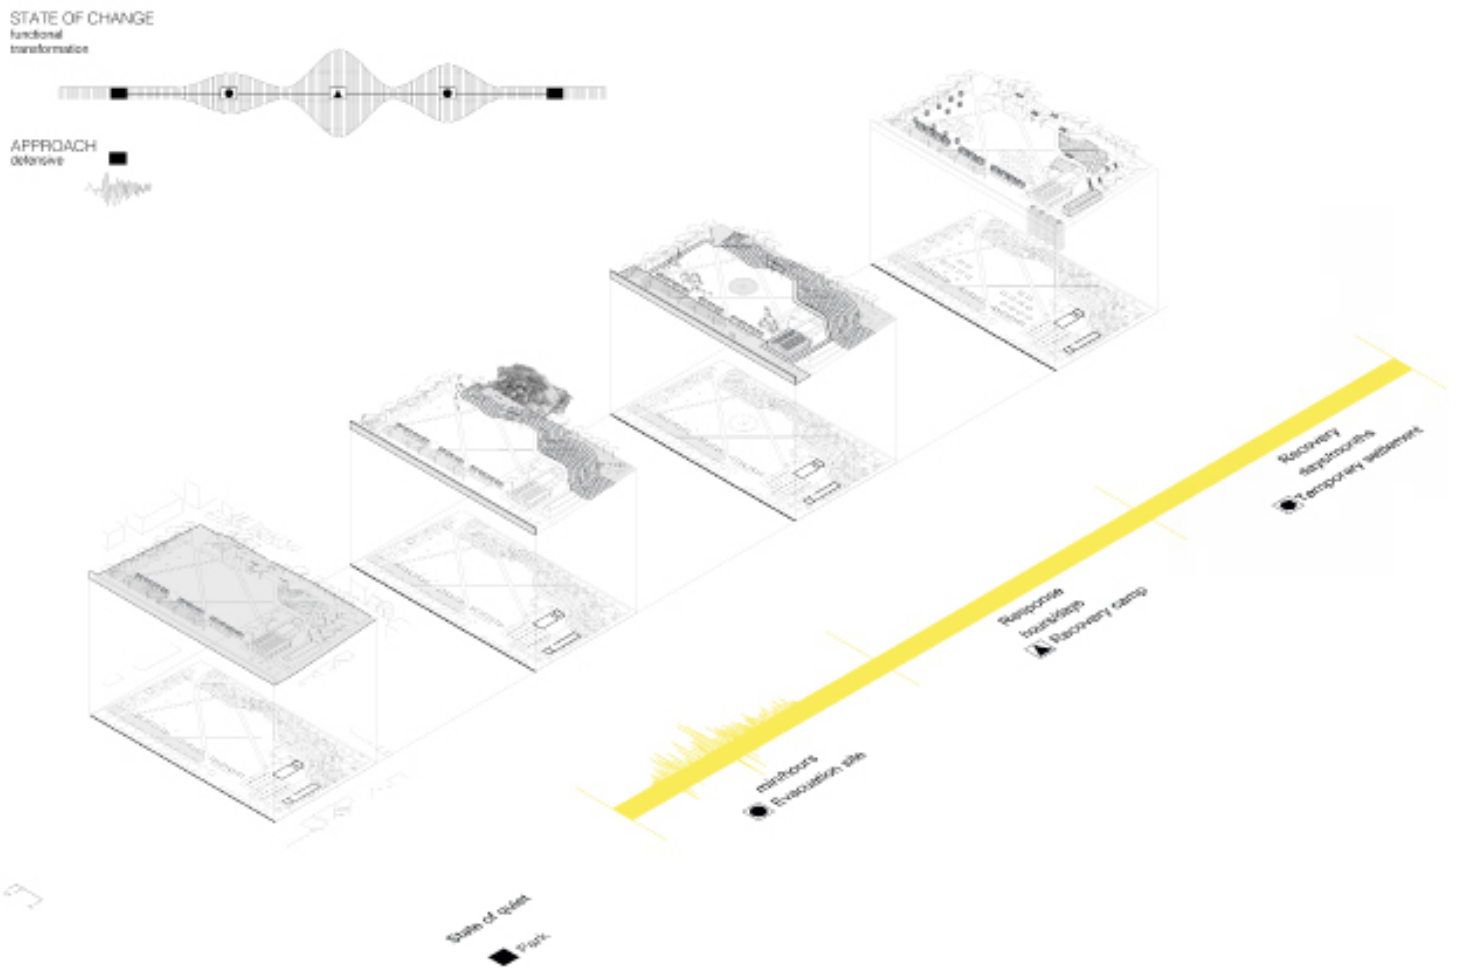 STATE OF CHANGE
functional
transformation
APPROACH
defensive
Recovery
days/months
Temporary settlement
Response
hours/days
Recovery camp
min/hours
Evacuation site
State of quiet
Park